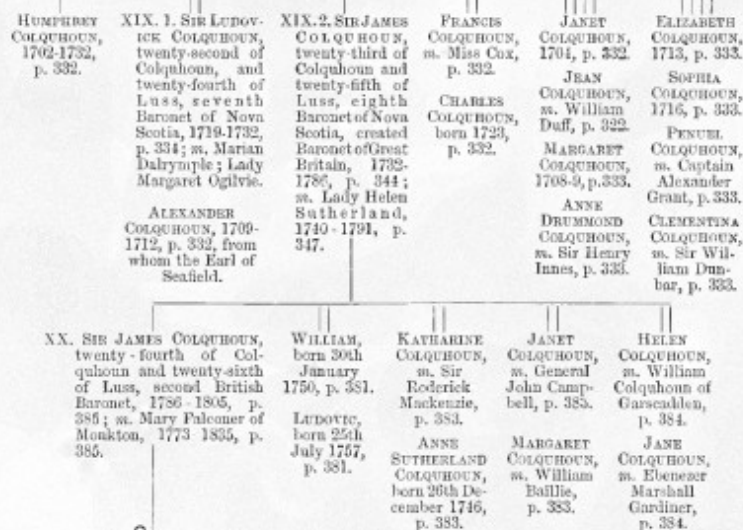 HUMPHREY
COLQUHOUN,
1702-1732,
p. 332.
XIX. 1. SIR LUDOV-
ICK COLQUHOUN,
twenty-second of
Colquhoun, and
twenty-fourth of
Luss, seventh
Baronet of Nova
Scotia, 1719-1732,
p. 334; m. Marian
Dalrymple; Lady
Margaret Ogilvie.
ALEXANDER
COLQUHOUN, 1709-
1712, p. 332, from
whom the Earl of
Seafield.
XIX. 2. SIR JAMES
COLQUHOUN,
twenty-third of
Colquhoun and
twenty-fifth of
Luss, eighth
Baronet of Nova
Scotia, created
Baronet of Great
Britain, 1732-
1786, p. 344;
m. Lady Helen
Sutherland,
1740-1791, p.
347.
FRANCIS
COLQUHOUN,
m. Miss Cox,
p. 332.
CHARLES
COLQUHOUN,
born 1723,
p. 332.
JANET
COLQUHOUN,
1704, p. 332.
JEAN
COLQUHOUN,
m. William
Duff, p. 322.
MARGARET
COLQUHOUN,
1708-9, p. 333.
ANNE
DRUMMOND
COLQUHOUN,
m. Sir Henry
Innes, p. 333.
ELIZABETH
COLQUHOUN,
1713, p. 333.
SOPHIA
COLQUHOUN,
1716, p. 333.
PENUEL
COLQUHOUN,
m. Captain
Alexander
Grant, p. 333.
CLEMENTINA
COLQUHOUN,
m. Sir Wil-
liam Dun-
bar, p. 333.
XX. SIR JAMES COLQUHOUN,
twenty-fourth of Col-
quhoun and twenty-sixth
of Luss, second British
Baronet, 1786-1805, p.
385; m. Mary Falconer of
Monkton, 1773-1835, p.
385.
WILLIAM,
born 30th
January
1750, p. 381.
LUDOVIC,
born 25th
July 1757,
p. 381.
KATHARINE
COLQUHOUN,
m. Sir
Roderick
Mackenzie,
p. 383.
ANNE
SUTHERLAND
COLQUHOUN,
born 26th De-
cember 1746,
p. 383.
JANET
COLQUHOUN,
m. General
John Camp-
bell, p. 383.
MARGARET
COLQUHOUN,
m. William
Baillie,
p. 383.
HELEN
COLQUHOUN,
m. William
Colquhoun of
Garscadden,
p. 384.
JANE
COLQUHOUN,
m. Ebenezer
Marshall
Gardiner,
p. 384.